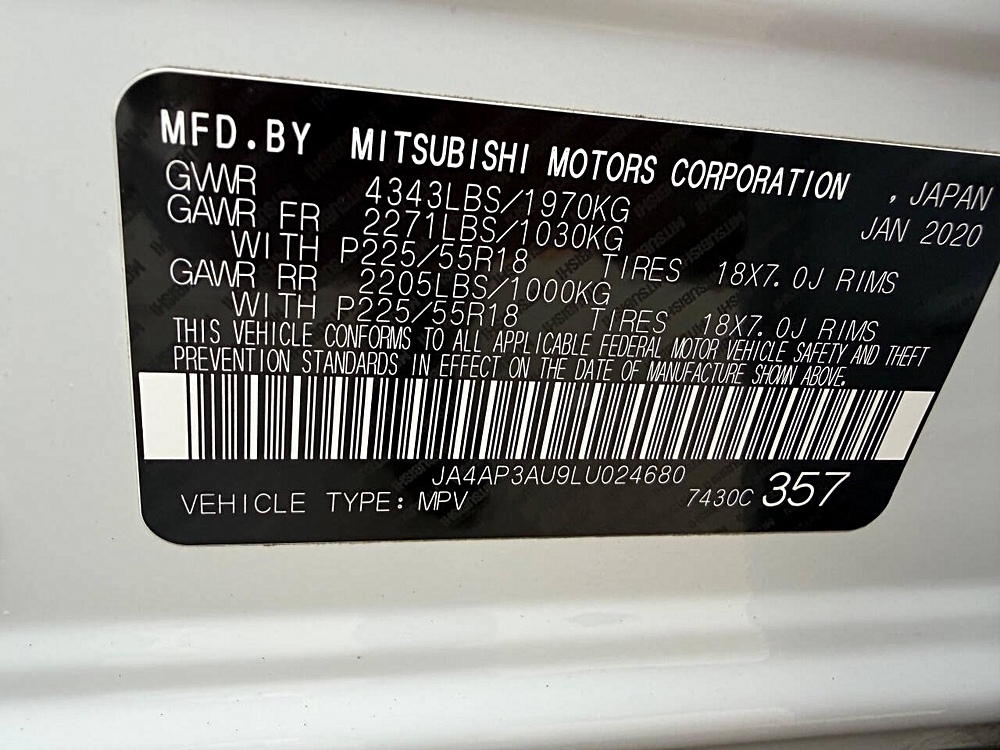 MFD.BY MITSUBISHI MOTORS CORPORATION , JAPAN
GVWR 4343LBS/1970KG JAN 2020
GAWR FR 2271LBS/1030KG
WITH P225/55R18 TIRES 18X7.0J RIMS
GAWR RR 2205LBS/1000KG
WITH P225/55R18 TIRES 18X7.0J RIMS
THIS VEHICLE CONFORMS TO ALL APPLICABLE FEDERAL MOTOR VEHICLE SAFETY AND THEFT
PREVENTION STANDARDS IN EFFECT ON THE DATE OF MANUFACTURE SHOWN ABOVE.
JA4AP3AU9LU024680
VEHICLE TYPE: MPV 7430C 357